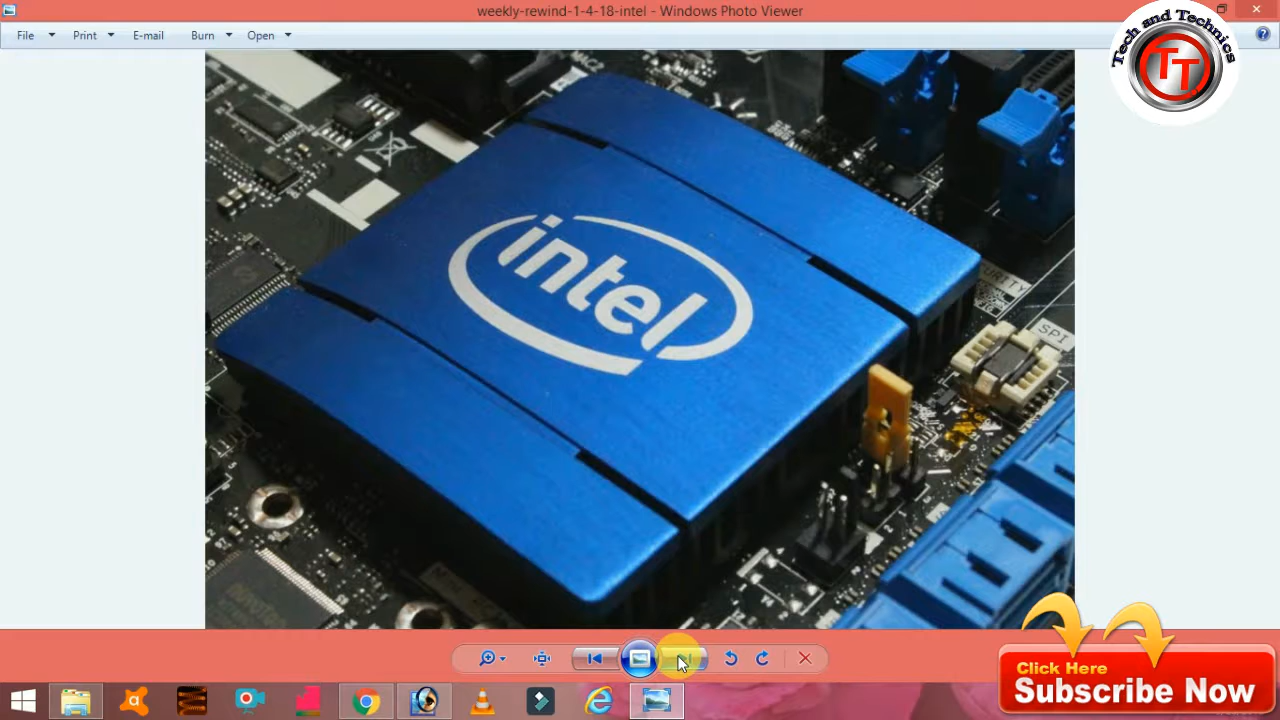 weekly-rewind-1-4-18-intel - Windows Photo Viewer
File Print E-mail Burn Open
Tech and Technics
TT
intel
SPI
Click Here
Subscribe Now